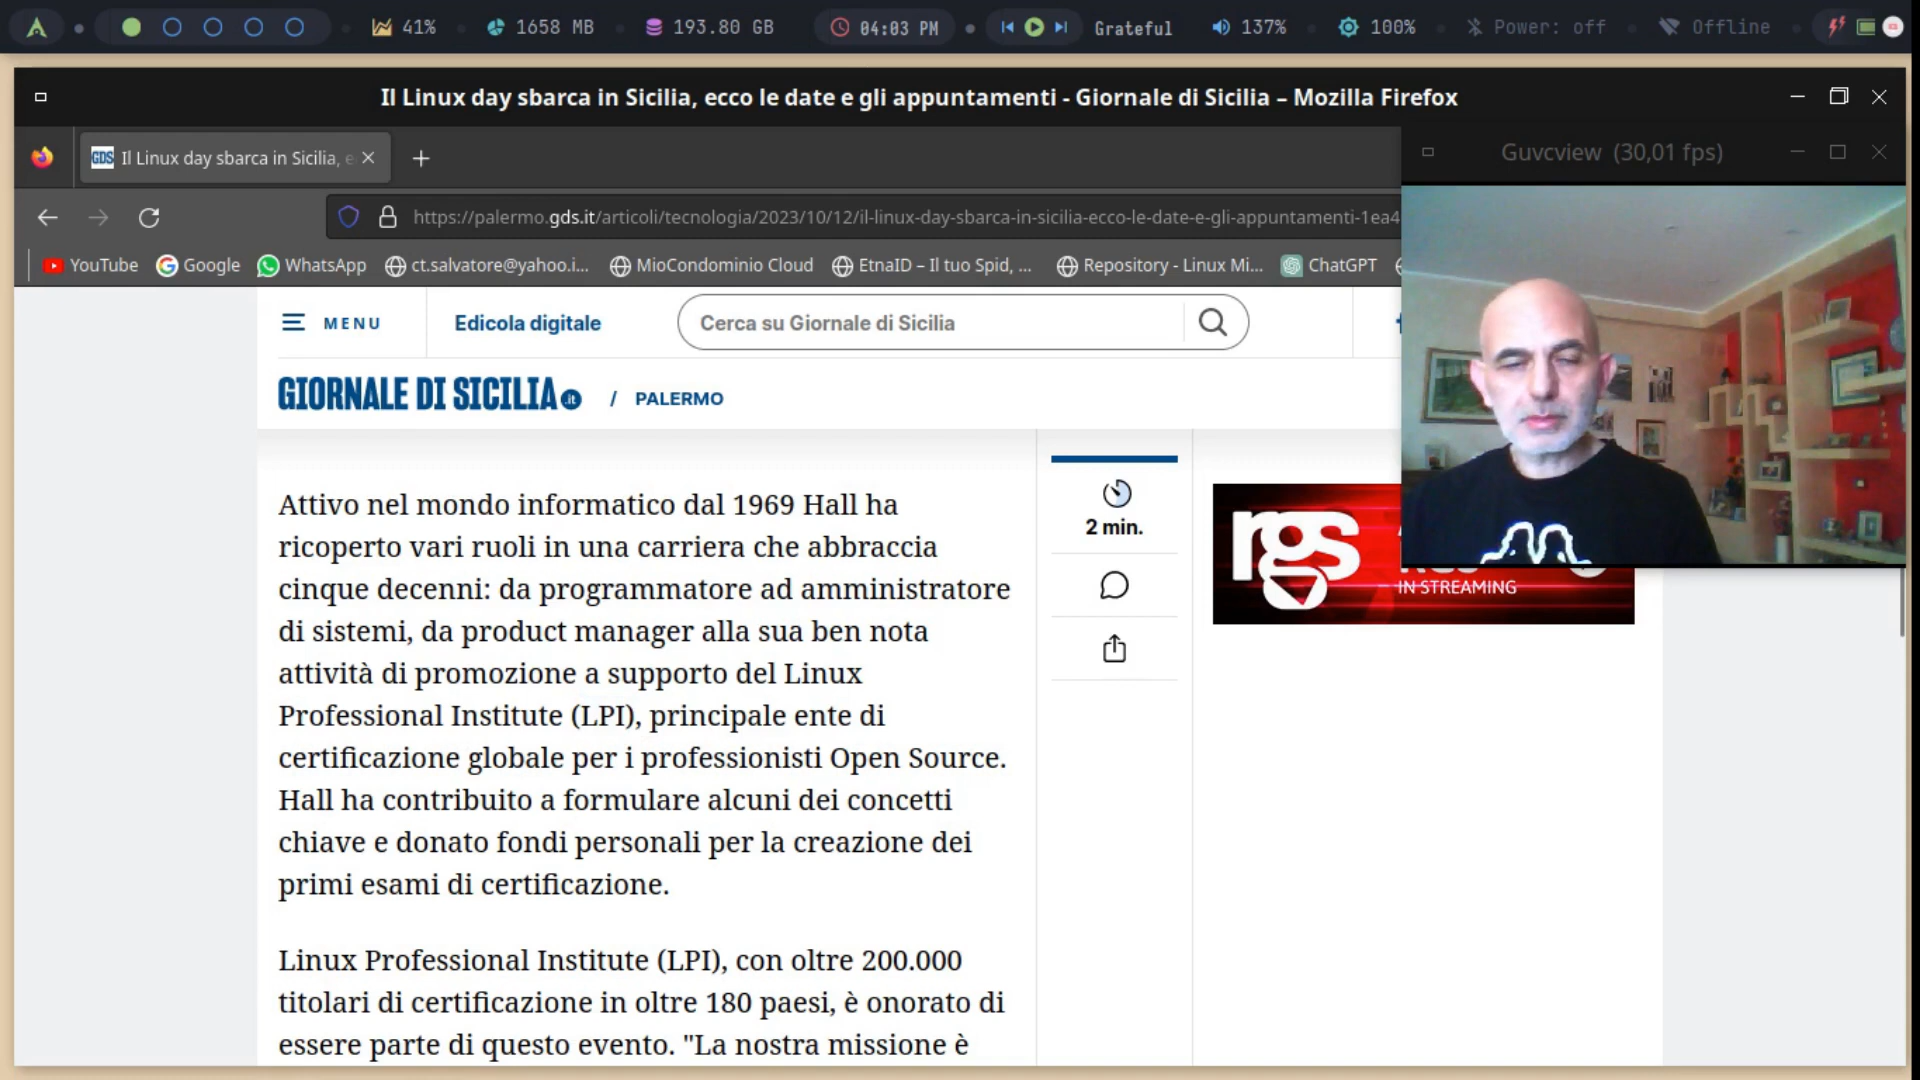 41%
1658 MB
193.80 GB
04:03 PM
Grateful
137%
100%
Power: off
Offline
Il Linux day sbarca in Sicilia, ecco le date e gli appuntamenti - Giornale di Sicilia – Mozilla Firefox
GDS Il Linux day sbarca in Sicilia, e
Guvcview (30,01 fps)
https://palermo.gds.it/articoli/tecnologia/2023/10/12/il-linux-day-sbarca-in-sicilia-ecco-le-date-e-gli-appuntamenti-1ea4
YouTube
Google
WhatsApp
ct.salvatore@yahoo.i...
MioCondominio Cloud
EtnaID – Il tuo Spid, ...
Repository - Linux Mi...
ChatGPT
MENU
Edicola digitale
Cerca su Giornale di Sicilia
GIORNALE DI SICILIA.it / PALERMO
Attivo nel mondo informatico dal 1969 Hall ha
ricoperto vari ruoli in una carriera che abbraccia
cinque decenni: da programmatore ad amministratore
di sistemi, da product manager alla sua ben nota
attività di promozione a supporto del Linux
Professional Institute (LPI), principale ente di
certificazione globale per i professionisti Open Source.
Hall ha contribuito a formulare alcuni dei concetti
chiave e donato fondi personali per la creazione dei
primi esami di certificazione.
Linux Professional Institute (LPI), con oltre 200.000
titolari di certificazione in oltre 180 paesi, è onorato di
essere parte di questo evento. "La nostra missione è
2 min.
rgs
IN STREAMING